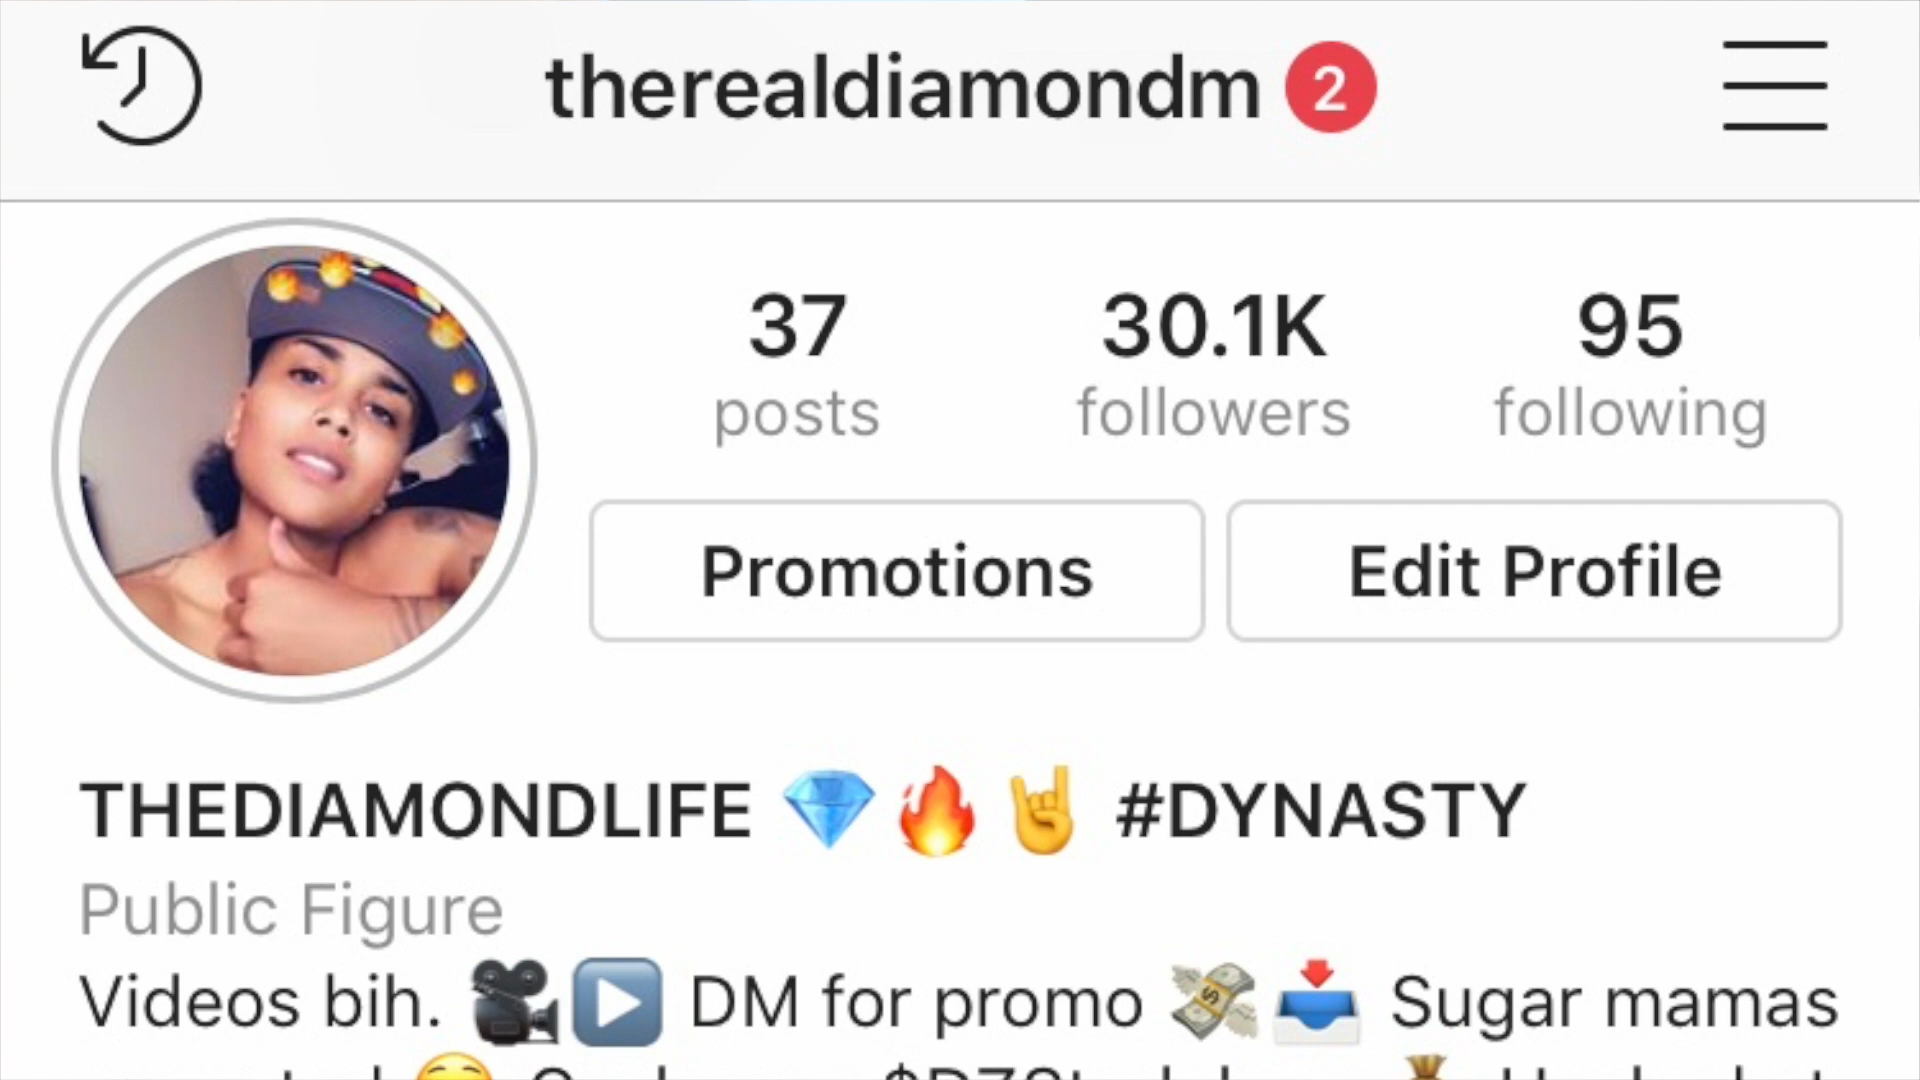 therealdiamondm 2
37 30.1K 95
posts followers following
Promotions Edit Profile
THEDIAMONDLIFE 💎🔥🤘 #DYNASTY
Public Figure
Videos bih. 🎥▶️ DM for promo 💸📥 Sugar mamas